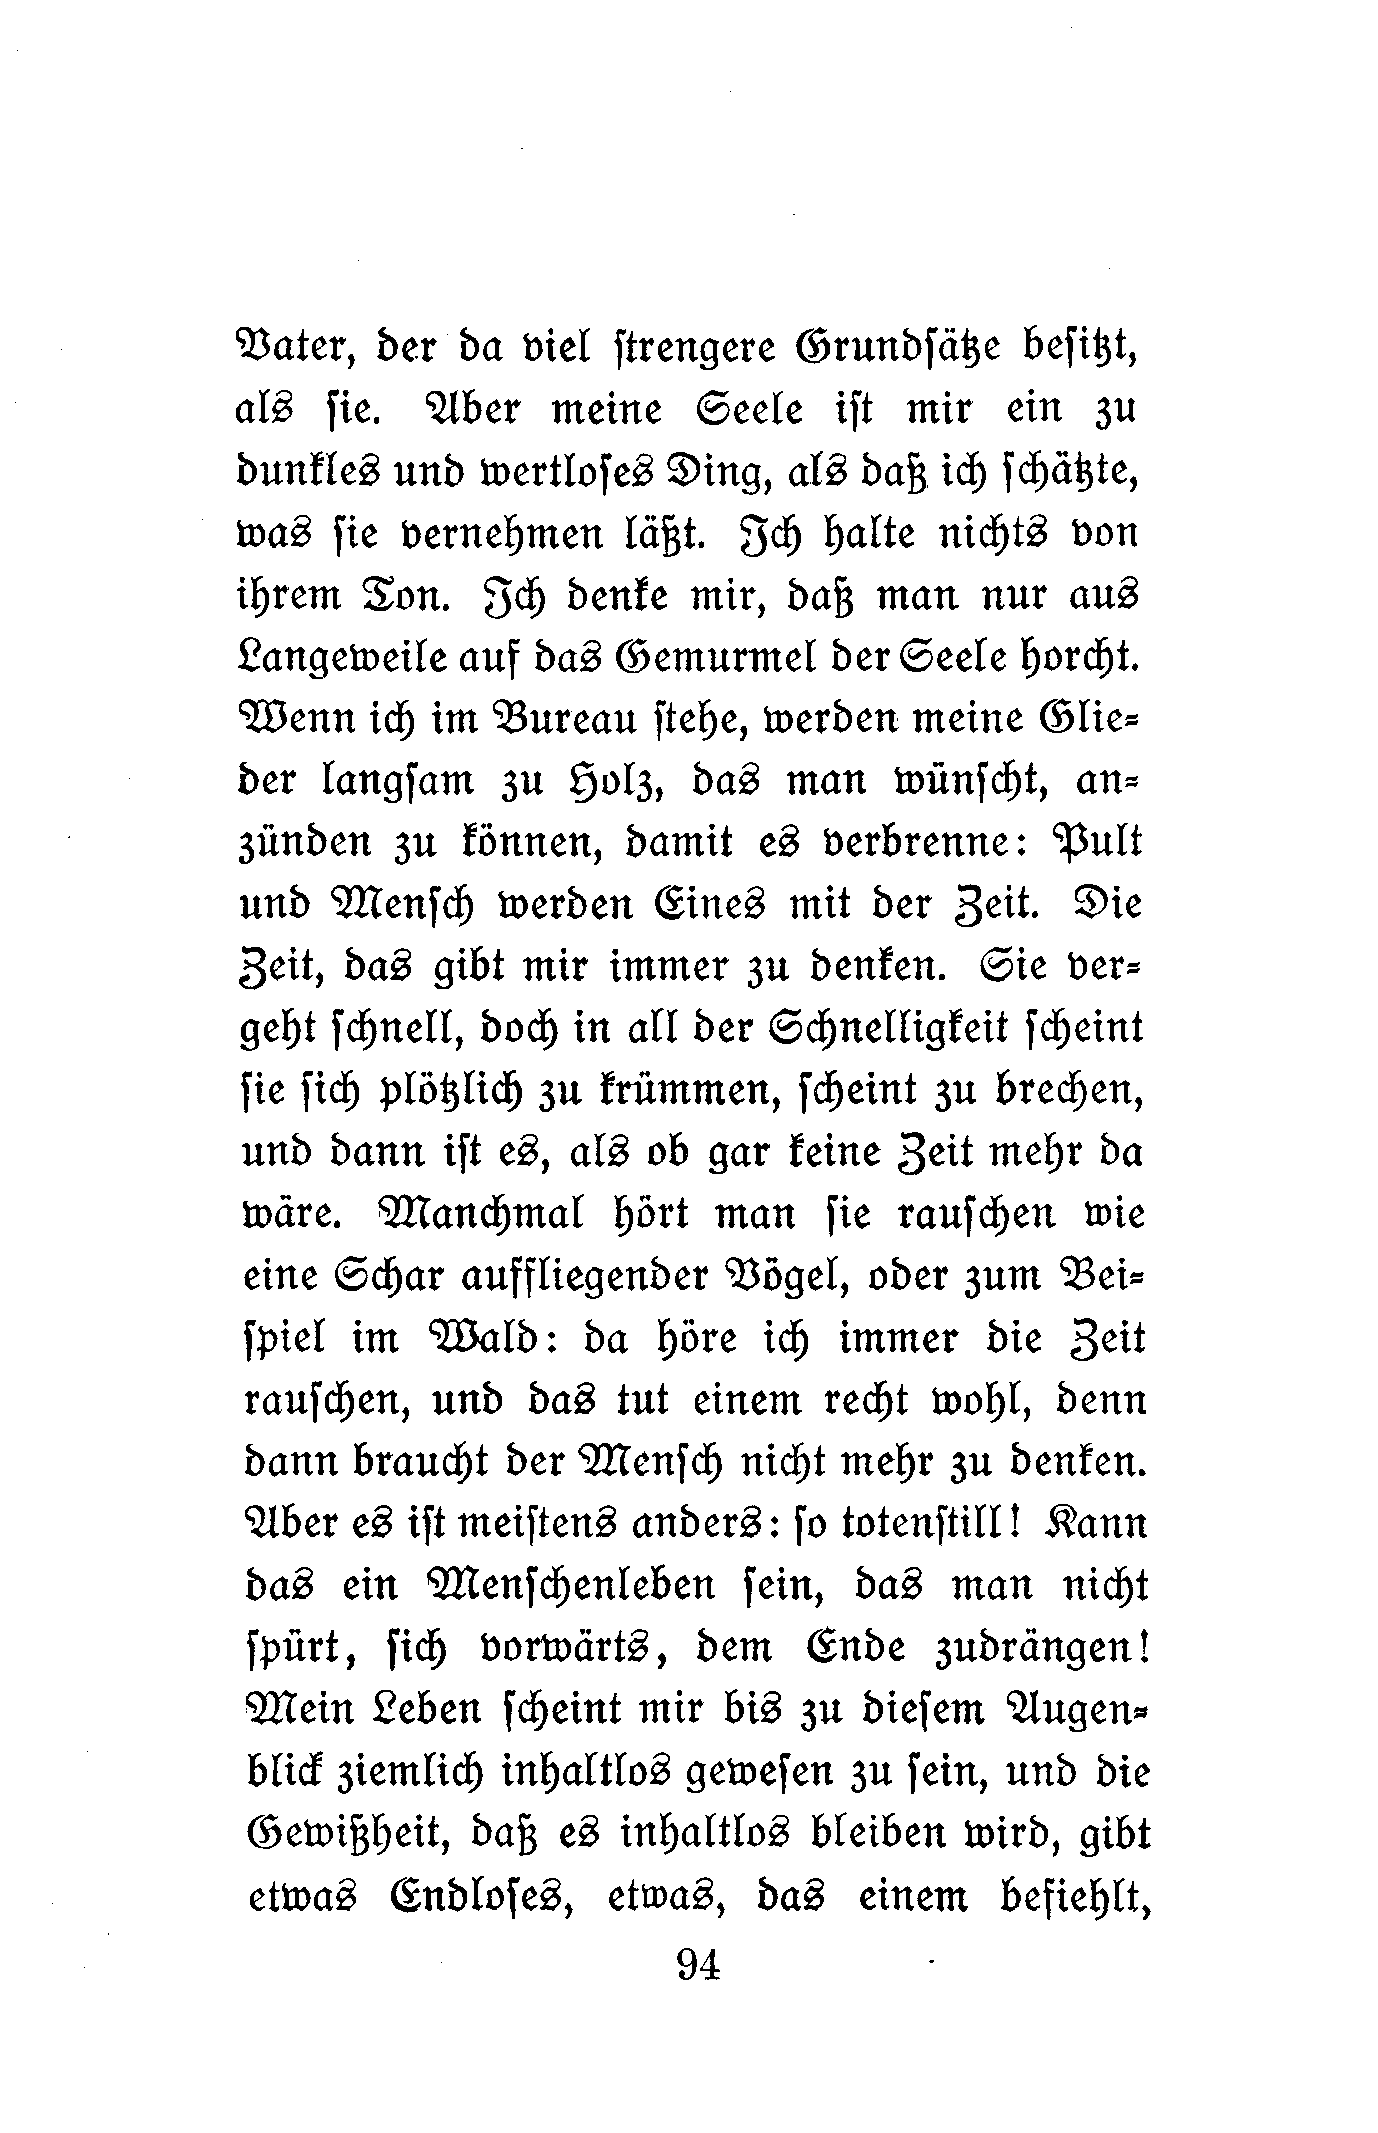 Vater, der da viel strengere Grundsätze besitzt,
als sie. Aber meine Seele ist mir ein zu
dunkles und wertloses Ding, als daß ich schätzte,
was sie vernehmen läßt. Ich halte nichts von
ihrem Ton. Ich denke mir, daß man nur aus
Langeweile auf das Gemurmel der Seele horcht.
Wenn ich im Bureau stehe, werden meine Glie-
der langsam zu Holz, das man wünscht, an-
zünden zu können, damit es verbrenne: Pult
und Mensch werden Eines mit der Zeit. Die
Zeit, das gibt mir immer zu denken. Sie ver-
geht schnell, doch in all der Schnelligkeit scheint
sie sich plötzlich zu krümmen, scheint zu brechen,
und dann ist es, als ob gar keine Zeit mehr da
wäre. Manchmal hört man sie rauschen wie
eine Schar auffliegender Vögel, oder zum Bei-
spiel im Wald: da höre ich immer die Zeit
rauschen, und das tut einem recht wohl, denn
dann braucht der Mensch nicht mehr zu denken.
Aber es ist meistens anders: so totenstill! Kann
das ein Menschenleben sein, das man nicht
spürt, sich vorwärts, dem Ende zudrängen!
Mein Leben scheint mir bis zu diesem Augen-
blick ziemlich inhaltlos gewesen zu sein, und die
Gewißheit, daß es inhaltlos bleiben wird, gibt
etwas Endloses, etwas, das einem befiehlt,
94